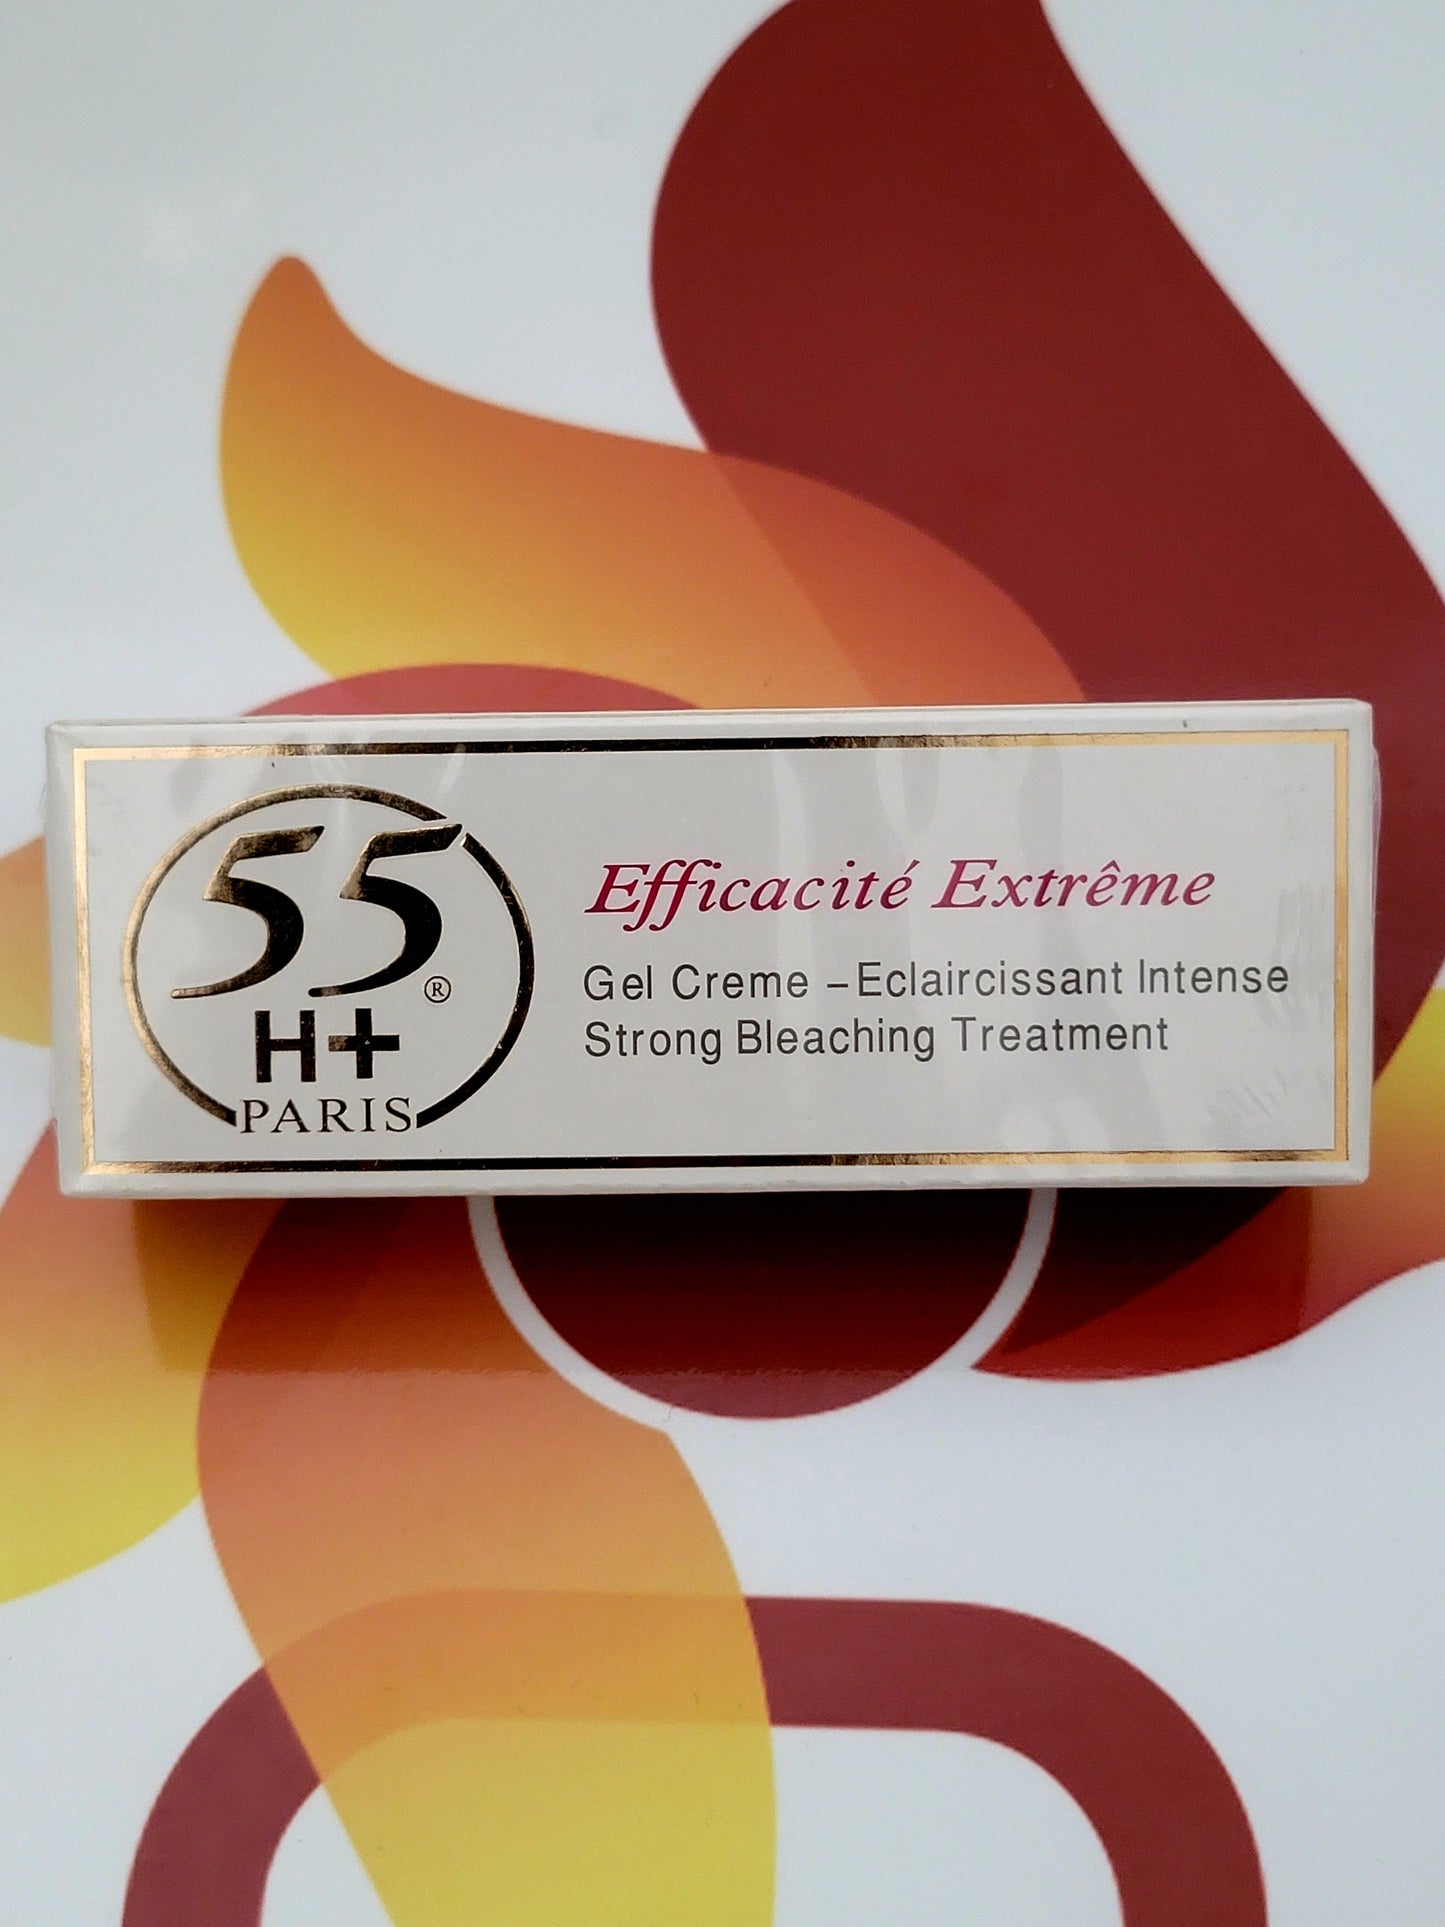 55
®
H+
PARIS
Efficacité Extrême
Gel Creme –Eclaircissant Intense
Strong Bleaching Treatment